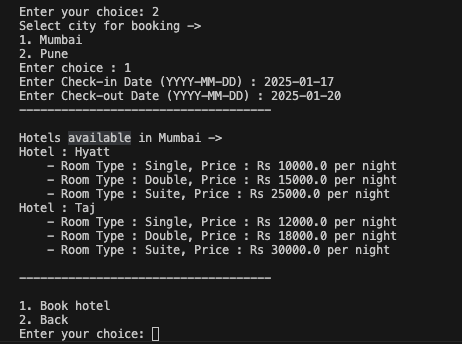 Enter your choice: 2
Select city for booking ->
1. Mumbai
2. Pune
Enter choice : 1
Enter Check-in Date (YYYY-MM-DD) : 2025-01-17
Enter Check-out Date (YYYY-MM-DD) : 2025-01-20
------------------------------------
Hotels available in Mumbai ->
Hotel : Hyatt
    - Room Type : Single, Price : Rs 10000.0 per night
    - Room Type : Double, Price : Rs 15000.0 per night
    - Room Type : Suite, Price : Rs 25000.0 per night
Hotel : Taj
    - Room Type : Single, Price : Rs 12000.0 per night
    - Room Type : Double, Price : Rs 18000.0 per night
    - Room Type : Suite, Price : Rs 30000.0 per night
------------------------------------
1. Book hotel
2. Back
Enter your choice: